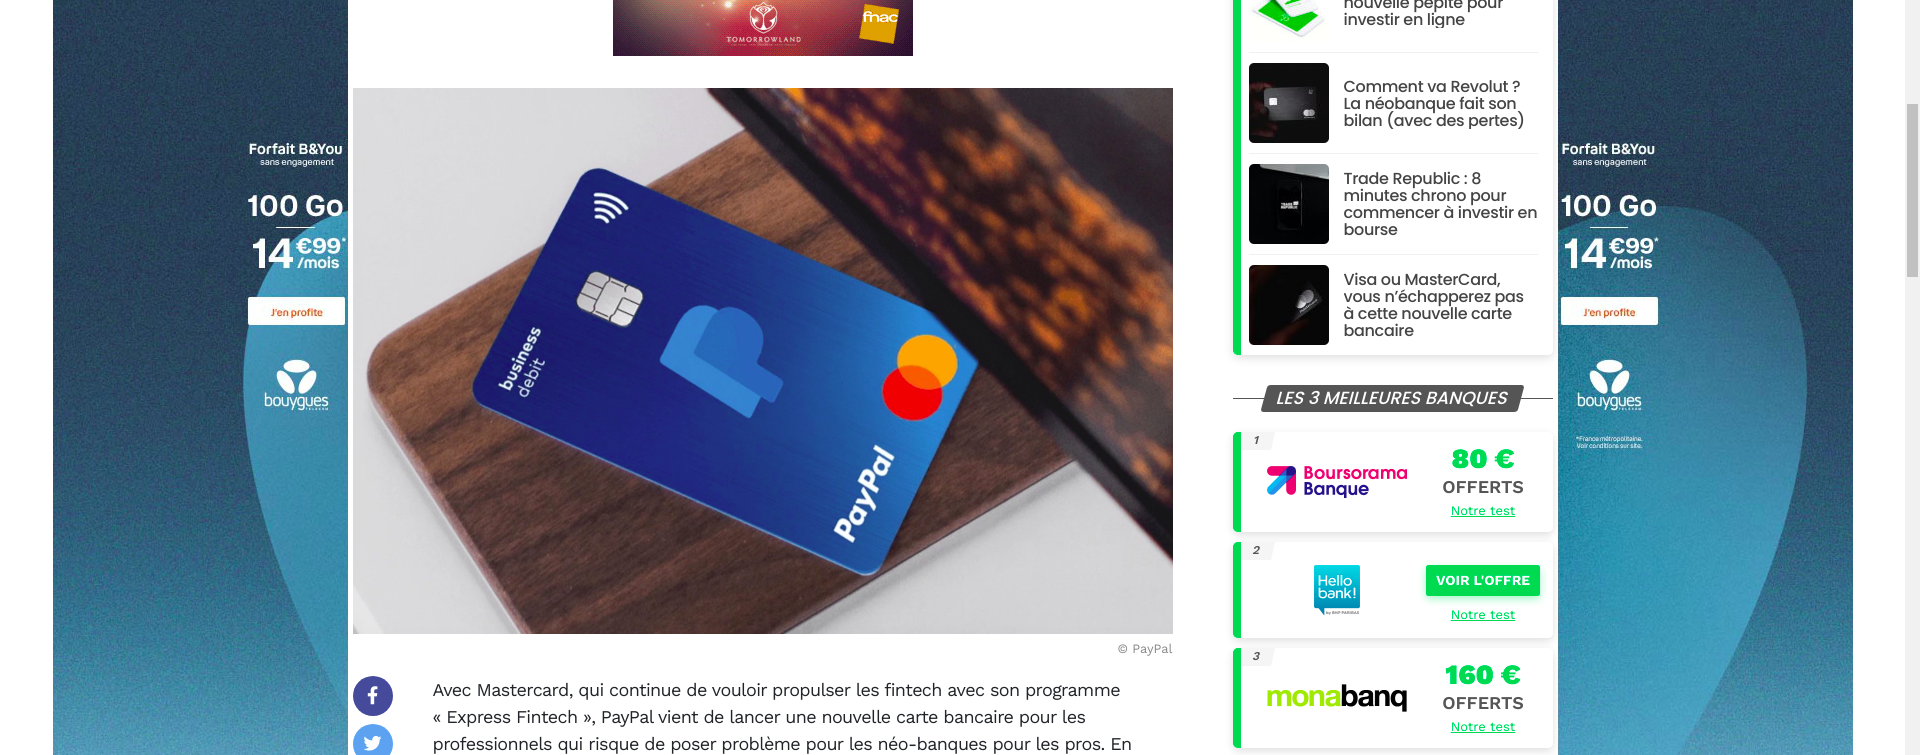 TOMORROWLAND
fnac
nouvelle pépite pour
investir en ligne
Comment va Revolut ?
La néobanque fait son
bilan (avec des pertes)
Trade Republic : 8
minutes chrono pour
commencer à investir en
bourse
Visa ou MasterCard,
vous n’échapperez pas
à cette nouvelle carte
bancaire
LES 3 MEILLEURES BANQUES
1
Boursorama
Banque
80 €
OFFERTS
Notre test
2
Hello
bank!
by BNP PARIBAS
VOIR L'OFFRE
Notre test
3
monabanq
160 €
OFFERTS
Notre test
Forfait B&You
sans engagement
100 Go
14€99*
/mois
J'en profite
bouygues
TELECOM
business
debit
PayPal
© PayPal
Avec Mastercard, qui continue de vouloir propulser les fintech avec son programme
« Express Fintech », PayPal vient de lancer une nouvelle carte bancaire pour les
professionnels qui risque de poser problème pour les néo-banques pour les pros. En
Forfait B&You
sans engagement
100 Go
14€99*
/mois
J'en profite
bouygues
TELECOM
*France métropolitaine.
Voir conditions sur site.